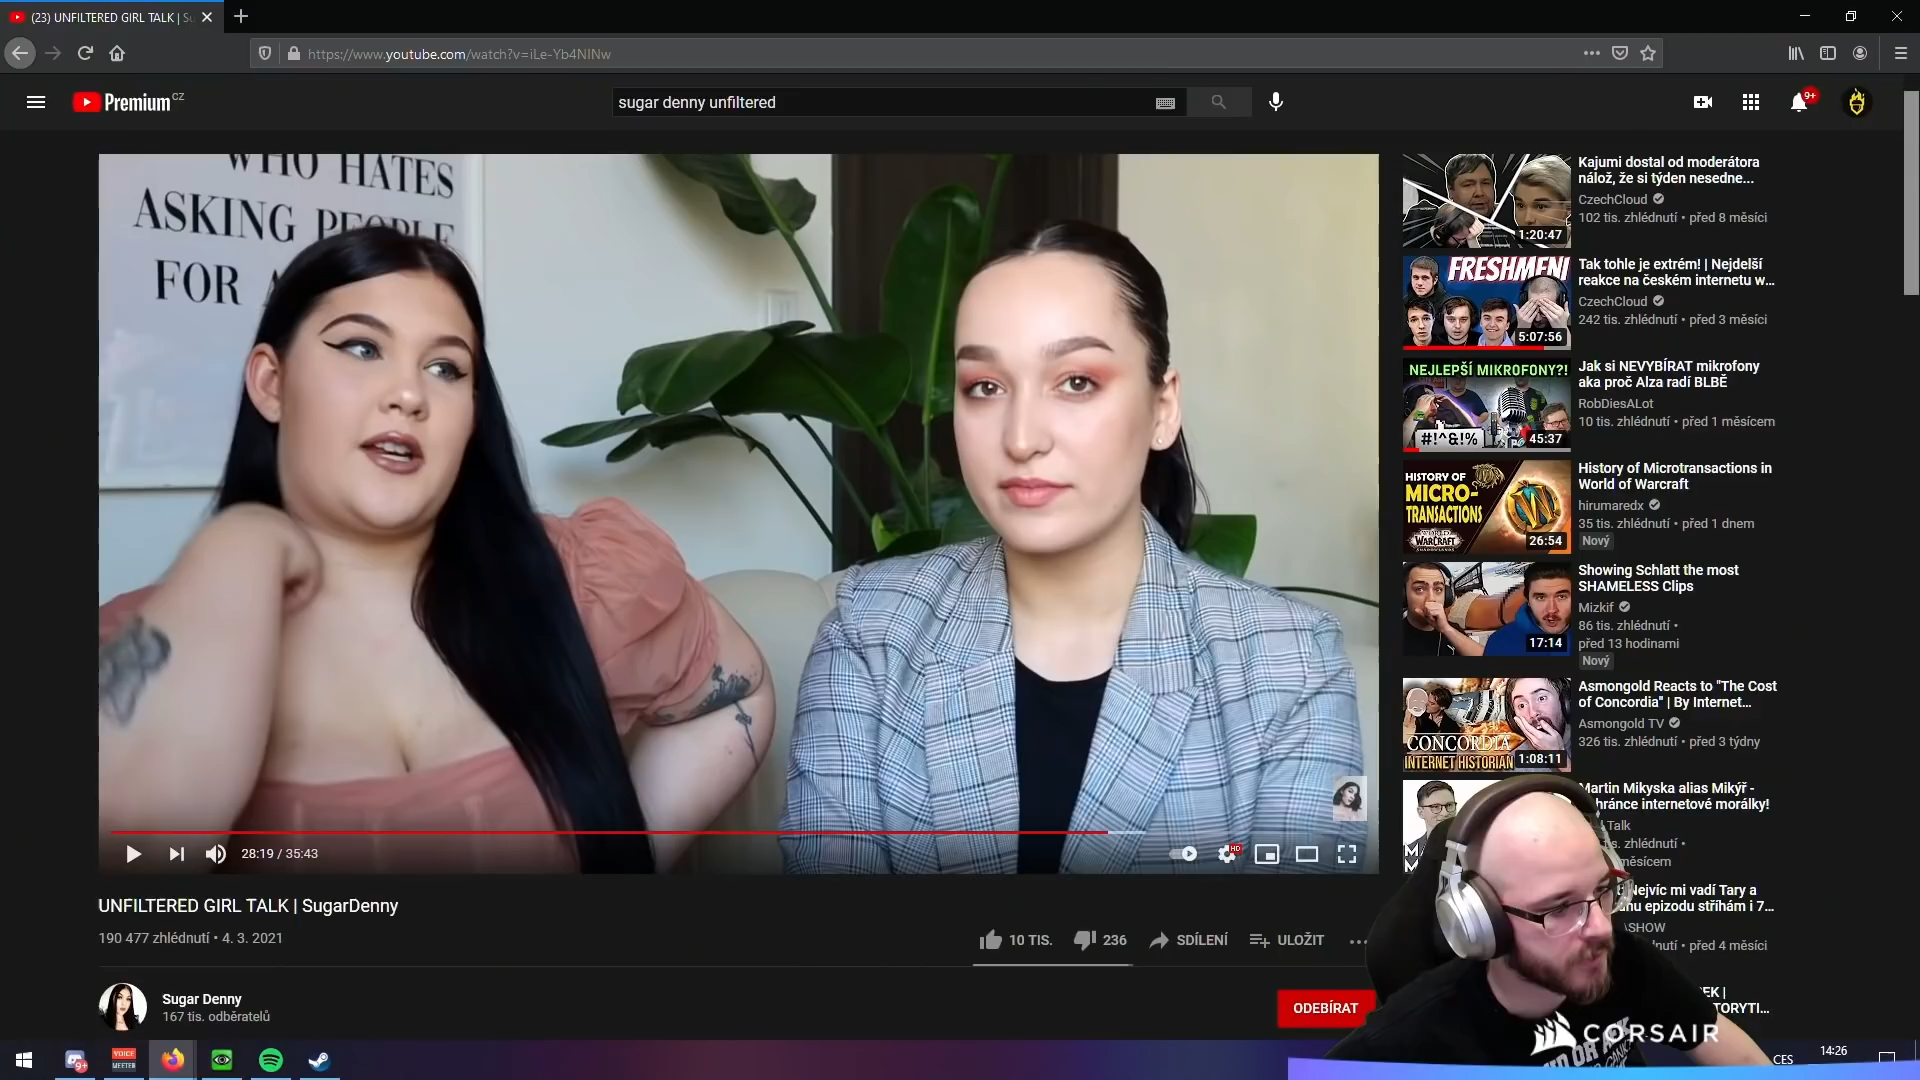 (23) UNFILTERED GIRL TALK | Su
https://www.youtube.com/watch?v=iLe-Yb4NINw
Premium CZ
sugar denny unfiltered
9+
WHO HATES
ASKING PEOPLE
FOR A
28:19 / 35:43
HD
UNFILTERED GIRL TALK | SugarDenny
190 477 zhlédnutí • 4. 3. 2021
10 TIS.
236
SDÍLENÍ
ULOŽIT
Sugar Denny
167 tis. odběratelů
ODEBÍRAT
1:20:47
Kajumi dostal od moderátora
nálož, že si týden nesedne...
CzechCloud
102 tis. zhlédnutí • před 8 měsíci
FRESHMENI
5:07:56
Tak tohle je extrém! | Nejdelší
reakce na českém internetu w...
CzechCloud
242 tis. zhlédnutí • před 3 měsíci
NEJLEPŠÍ MIKROFONY?!
#!^&!%
45:37
Jak si NEVYBÍRAT mikrofony
aka proč Alza radí BLBĚ
RobDiesALot
10 tis. zhlédnutí • před 1 měsícem
HISTORY OF
MICRO-
TRANSACTIONS
WORLD
WARCRAFT
SHADOWLANDS
26:54
History of Microtransactions in
World of Warcraft
hirumaredx
35 tis. zhlédnutí • před 1 dnem
Nový
17:14
Showing Schlatt the most
SHAMELESS Clips
Mizkif
86 tis. zhlédnutí •
před 13 hodinami
Nový
CONCORDIA
INTERNET HISTORIAN
1:08:11
Asmongold Reacts to "The Cost
of Concordia" | By Internet...
Asmongold TV
326 tis. zhlédnutí • před 3 týdny
Martin Mikyska alias Mikýř -
hránce internetové morálky!
Talk
zhlédnutí •
měsícem
Nejvíc mi vadí Tary a
nu epizodu stříhám i 7...
SHOW
nutí • před 4 měsíci
EK |
TORYTI...
CORSAIR
9+
VOICE
MEETER
CES
14:26